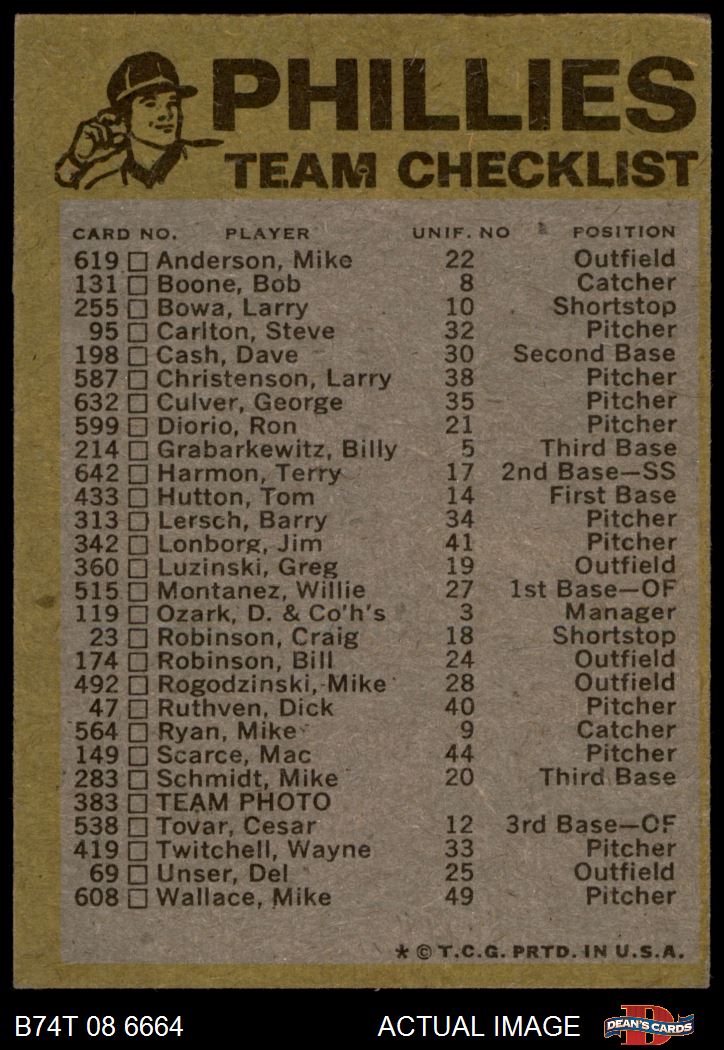 PHILLIES
TEAM CHECKLIST
CARD NO. PLAYER UNIF. NO POSITION
619 Anderson, Mike 22 Outfield
131 Boone, Bob 8 Catcher
255 Bowa, Larry 10 Shortstop
95 Carlton, Steve 32 Pitcher
198 Cash, Dave 30 Second Base
587 Christenson, Larry 38 Pitcher
632 Culver, George 35 Pitcher
599 Diorio, Ron 21 Pitcher
214 Grabarkewitz, Billy 5 Third Base
642 Harmon, Terry 17 2nd Base—SS
433 Hutton, Tom 14 First Base
313 Lersch, Barry 34 Pitcher
342 Lonborg, Jim 41 Pitcher
360 Luzinski, Greg 19 Outfield
515 Montanez, Willie 27 1st Base—OF
119 Ozark, D. & Co'h's 3 Manager
23 Robinson, Craig 18 Shortstop
174 Robinson, Bill 24 Outfield
492 Rogodzinski, Mike 28 Outfield
47 Ruthven, Dick 40 Pitcher
564 Ryan, Mike 9 Catcher
149 Scarce, Mac 44 Pitcher
283 Schmidt, Mike 20 Third Base
383 TEAM PHOTO
538 Tovar, Cesar 12 3rd Base—OF
419 Twitchell, Wayne 33 Pitcher
69 Unser, Del 25 Outfield
608 Wallace, Mike 49 Pitcher
* © T.C.G. PRTD. IN U.S.A.
B74T 08 6664 ACTUAL IMAGE DEAN'S CARDS